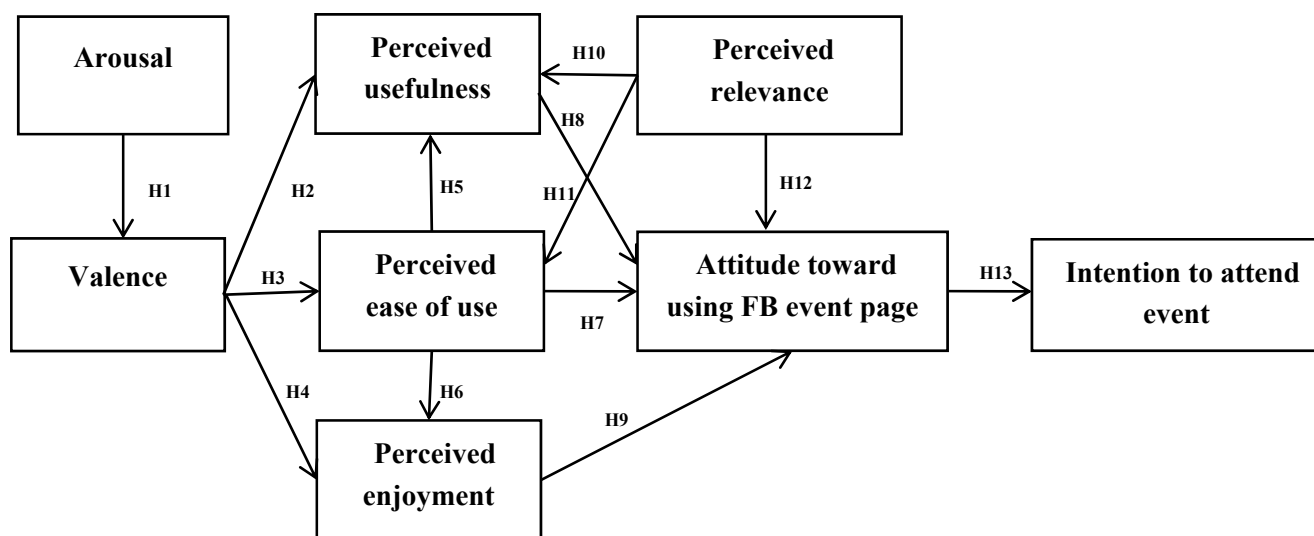 Arousal
Perceived
usefulness
H10
Perceived
relevance
H8
H1
H2
H5
H11
H12
Valence
H3
Perceived
ease of use
H7
Attitude toward
using FB event page
H13
Intention to attend
event
H4
H6
H9
Perceived
enjoyment